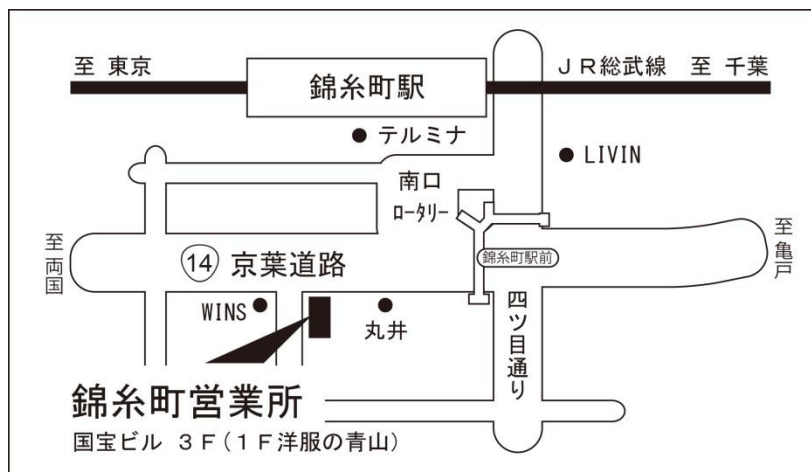 至 東京
錦糸町駅
JR総武線 至 千葉
テルミナ
LIVIN
南口
ロータリー
至両国
14 京葉道路
錦糸町駅前
至亀戸
WINS
丸井
四ツ目通り
錦糸町営業所
国宝ビル 3F(1F洋服の青山)